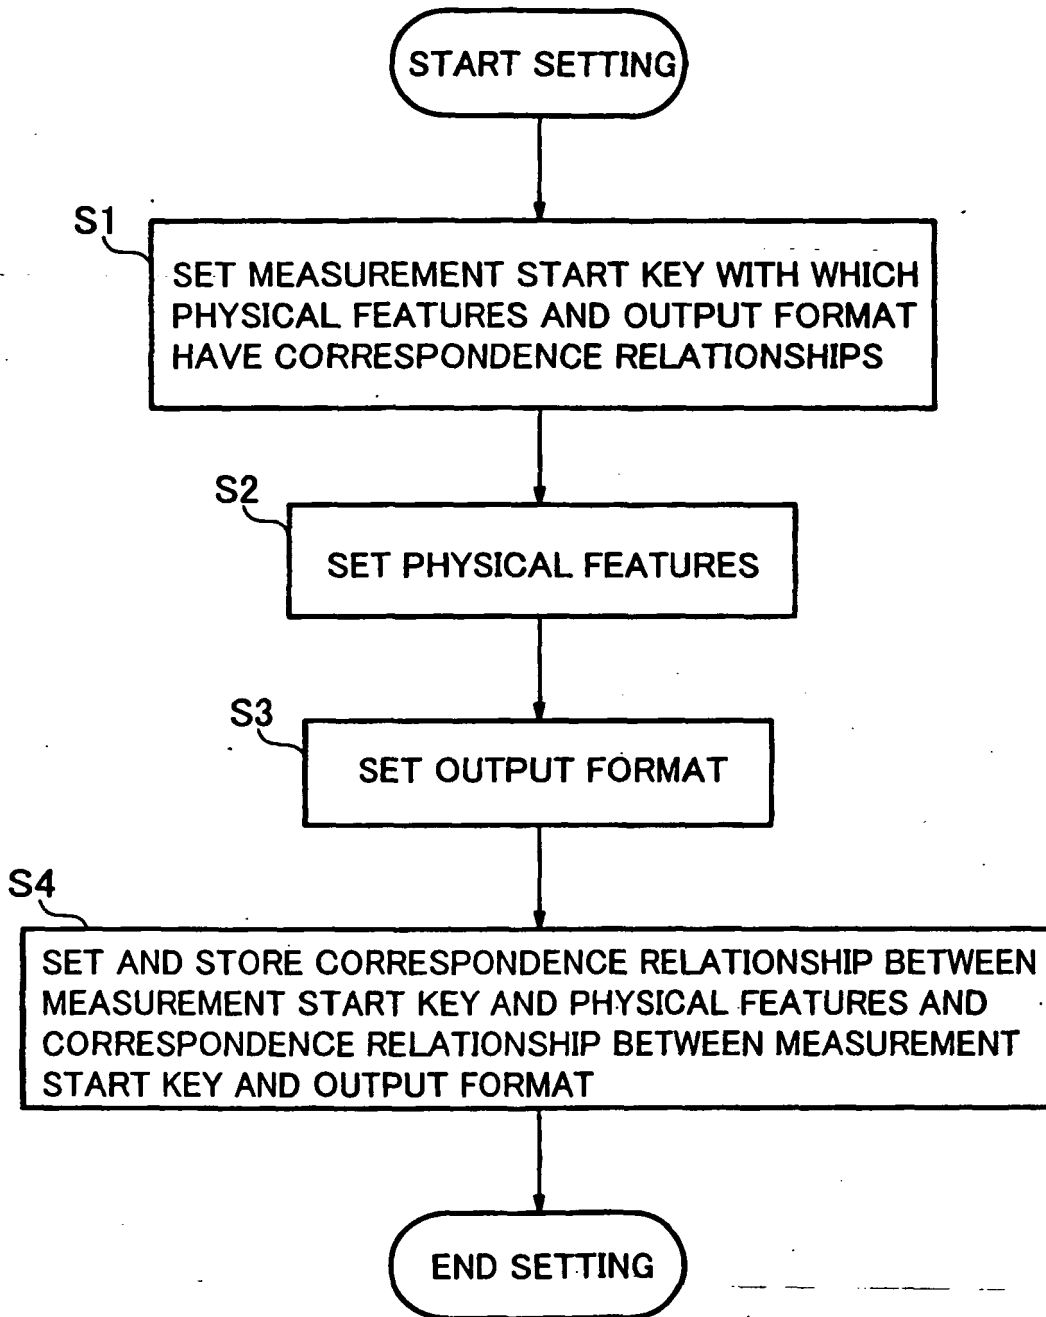 START SETTING
S1
SET MEASUREMENT START KEY WITH WHICH
PHYSICAL FEATURES AND OUTPUT FORMAT
HAVE CORRESPONDENCE RELATIONSHIPS
S2
SET PHYSICAL FEATURES
S3
SET OUTPUT FORMAT
S4
SET AND STORE CORRESPONDENCE RELATIONSHIP BETWEEN
MEASUREMENT START KEY AND PHYSICAL FEATURES AND
CORRESPONDENCE RELATIONSHIP BETWEEN MEASUREMENT
START KEY AND OUTPUT FORMAT
END SETTING